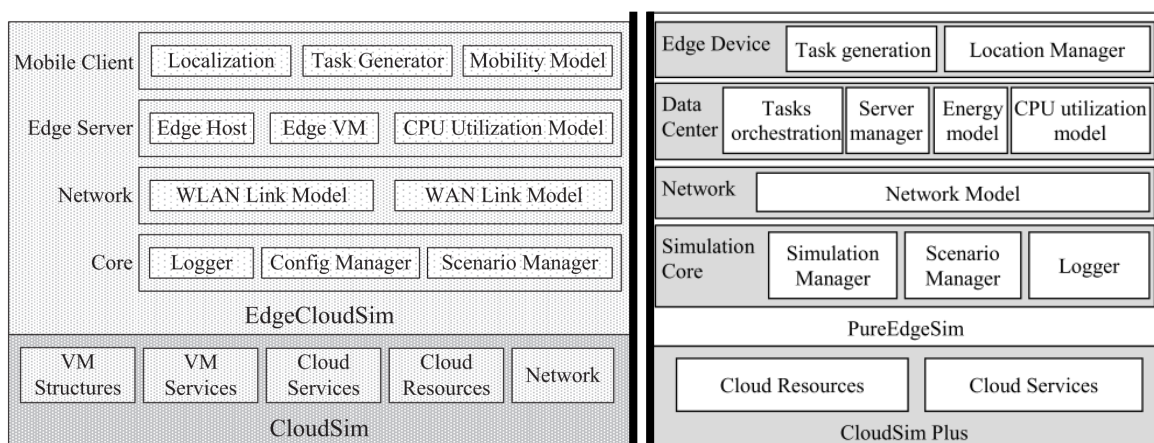 Mobile Client
Localization
Task Generator
Mobility Model
Edge Server
Edge Host
Edge VM
CPU Utilization Model
Network
WLAN Link Model
WAN Link Model
Core
Logger
Config Manager
Scenario Manager
EdgeCloudSim
VM
Structures
VM
Services
Cloud
Services
Cloud
Resources
Network
CloudSim
Edge Device
Task generation
Location Manager
Data
Center
Tasks
orchestration
Server
manager
Energy
model
CPU utilization
model
Network
Network Model
Simulation
Core
Simulation
Manager
Scenario
Manager
Logger
PureEdgeSim
Cloud Resources
Cloud Services
CloudSim Plus